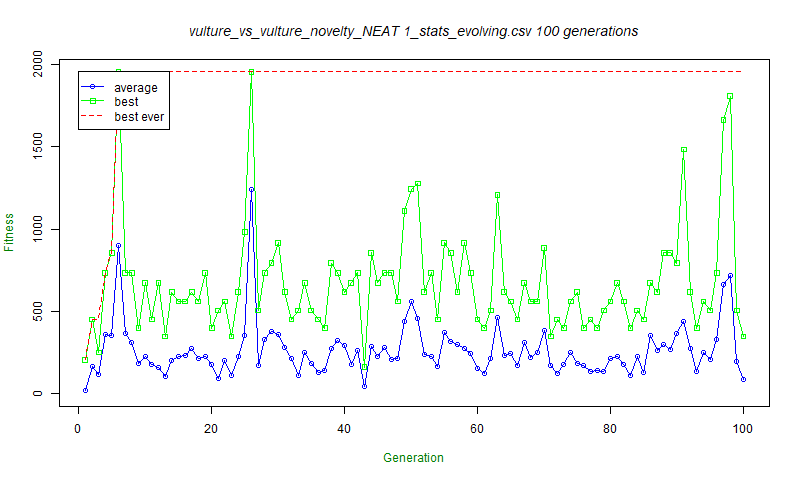 vulture_vs_vulture_novelty_NEAT 1_stats_evolving.csv 100 generations
2000
1500
1000
500
0
Fitness
average
best
best ever
0 20 40 60 80 100
Generation